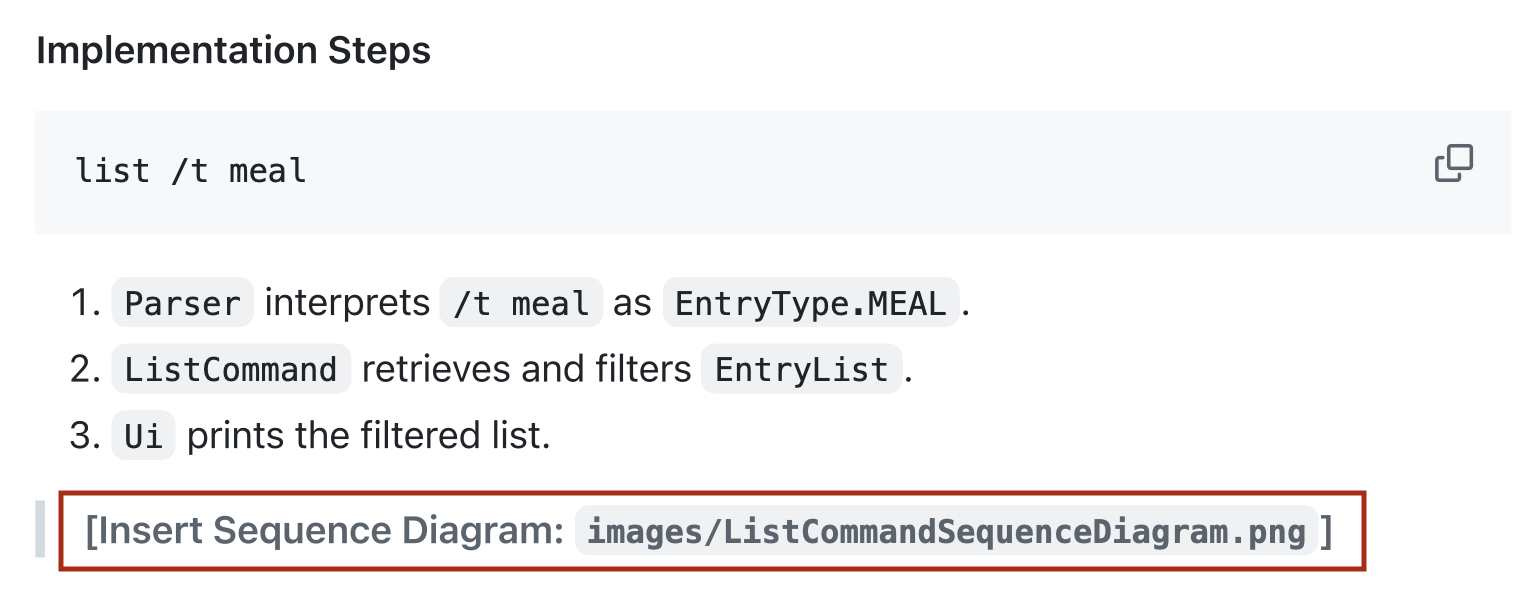 Implementation Steps
list /t meal
1. Parser interprets /t meal as EntryType.MEAL.
2. ListCommand retrieves and filters EntryList.
3. Ui prints the filtered list.
[Insert Sequence Diagram: images/ListCommandSequenceDiagram.png]